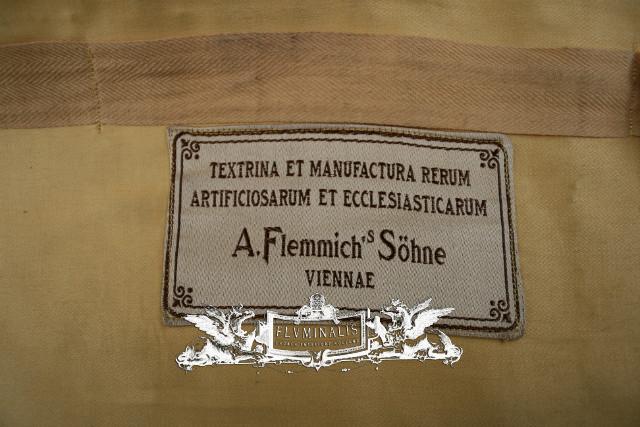 TEXTRINA ET MANUFACTURA RERUM
ARTIFICIOSARUM ET ECCLESIASTICARUM
A. Flemmich's Söhne
VIENNAE
FLVMINALIS